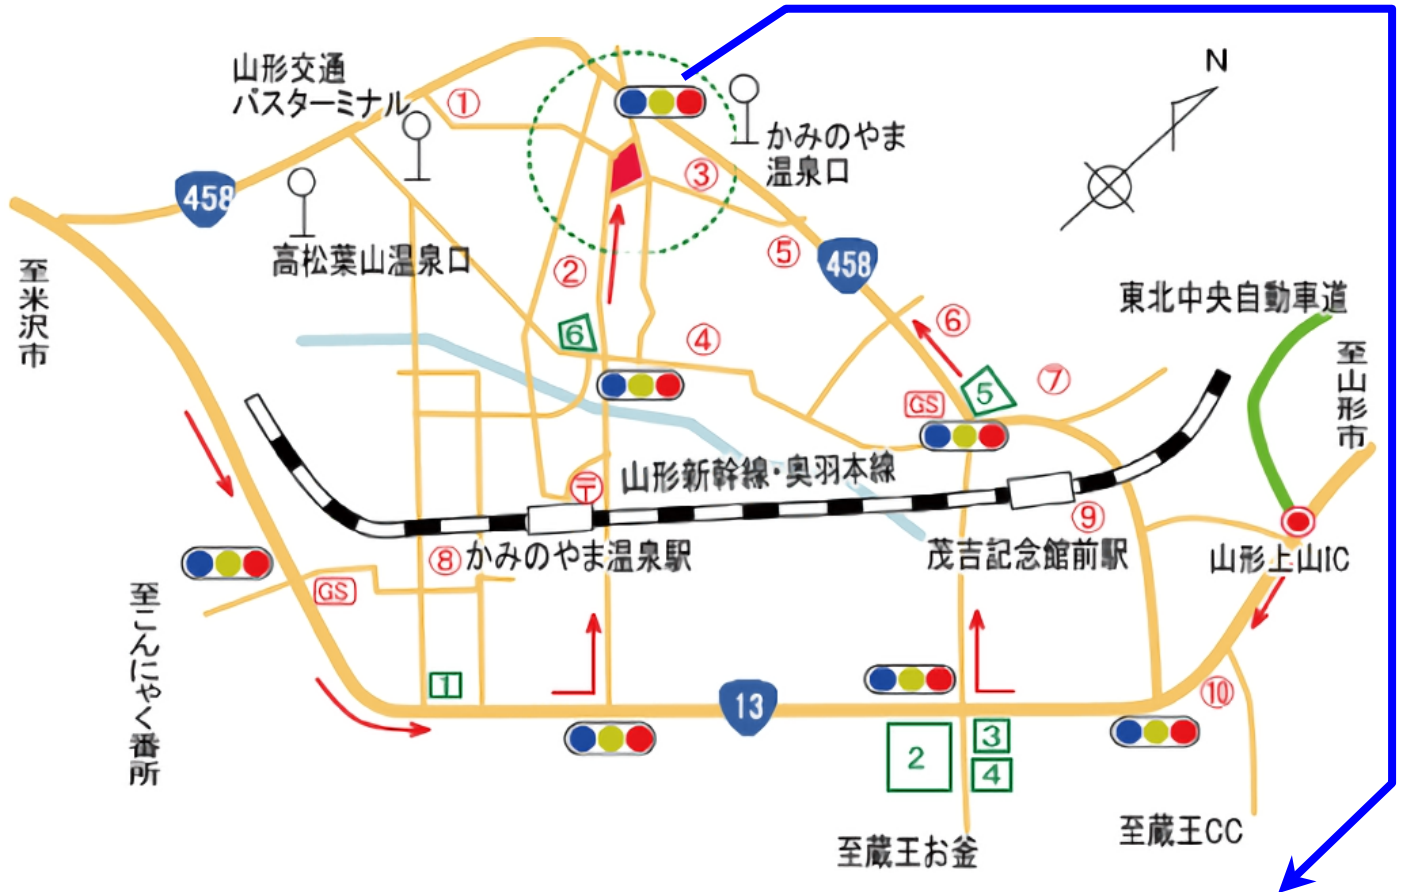 N
山形交通
バスターミナル
①
かみのやま
温泉口
③
458
高松葉山温泉口
②
⑤
458
至米沢市
東北中央自動車道
⑥
6
④
至山形市
⑦
5
GS
山形新幹線・奥羽本線
〒
⑨
⑧
かみのやま温泉駅
茂吉記念館前駅
山形上山IC
GS
至こんにゃく番所
1
13
⑩
2
3
4
至蔵王CC
至蔵王お釜